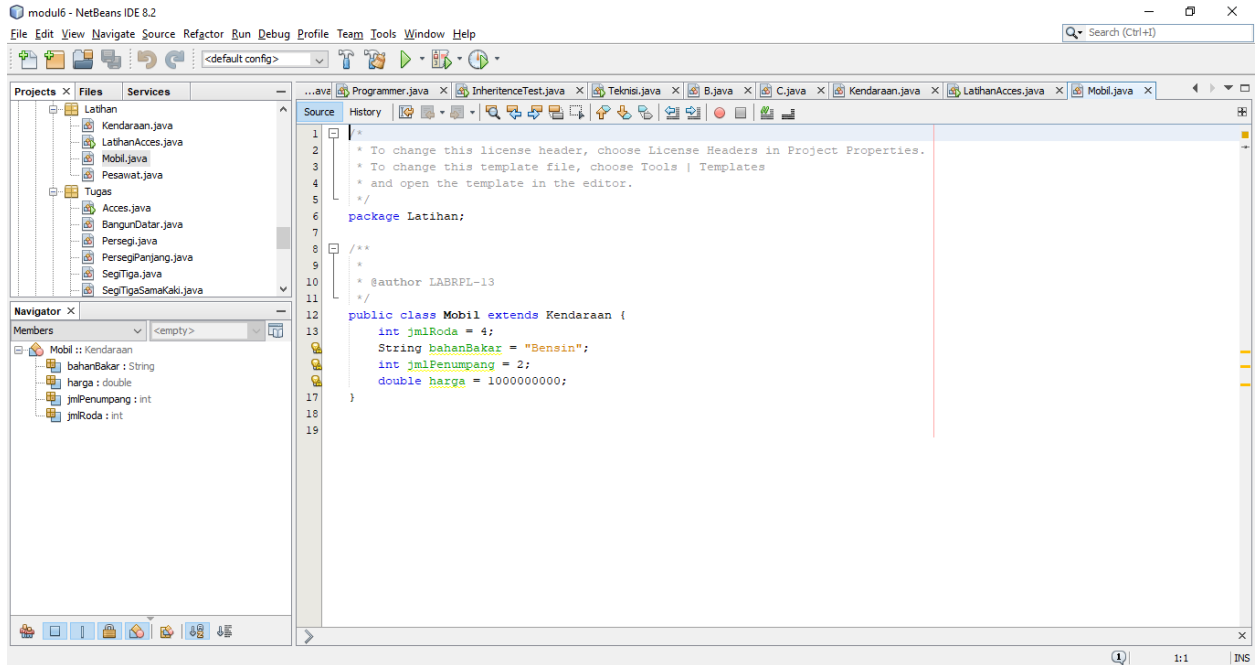 modul6 - NetBeans IDE 8.2
File Edit View Navigate Source Refactor Run Debug Profile Team Tools Window Help
Search (Ctrl+I)
<default config>
Projects Files Services
Latihan
Kendaraan.java
LatihanAcces.java
Mobil.java
Pesawat.java
Tugas
Acces.java
BangunDatar.java
Persegi.java
PersegiPanjang.java
SegiTiga.java
SegiTigaSamaKaki.java
Navigator
Members <empty>
Mobil :: Kendaraan
bahanBakar : String
harga : double
jmlPenumpang : int
jmlRoda : int
...ava Programmer.java InheritenceTest.java Teknisi.java B.java C.java Kendaraan.java LatihanAcces.java Mobil.java
Source History
1 /*
2 * To change this license header, choose License Headers in Project Properties.
3 * To change this template file, choose Tools | Templates
4 * and open the template in the editor.
5 */
6 package Latihan;
7
8 /**
9 *
10 * @author LABRPL-13
11 */
12 public class Mobil extends Kendaraan {
13 int jmlRoda = 4;
String bahanBakar = "Bensin";
int jmlPenumpang = 2;
double harga = 1000000000;
17 }
18
19
1 1:1 INS